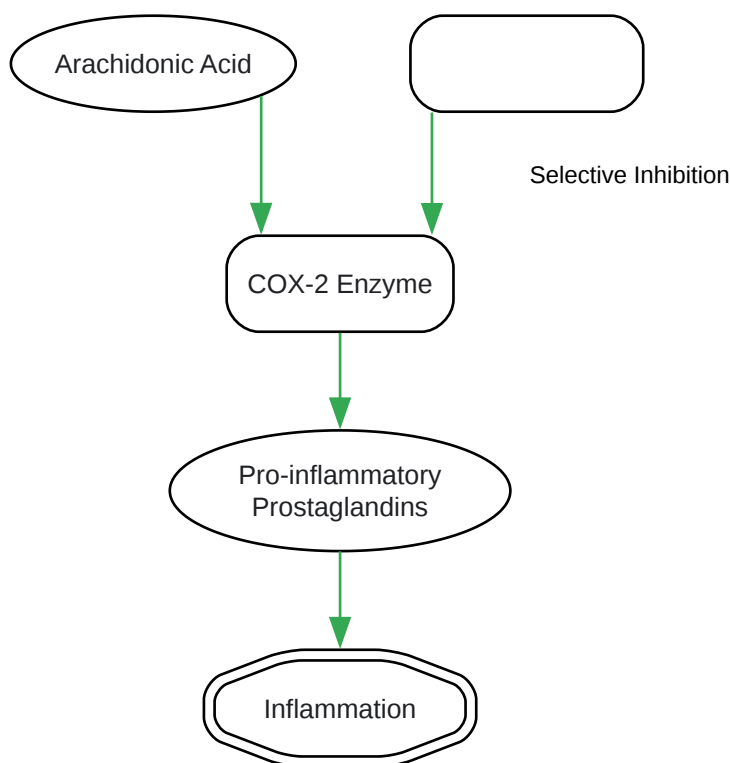 Arachidonic Acid
Selective Inhibition
COX-2 Enzyme
Pro-inflammatory
Prostaglandins
Inflammation